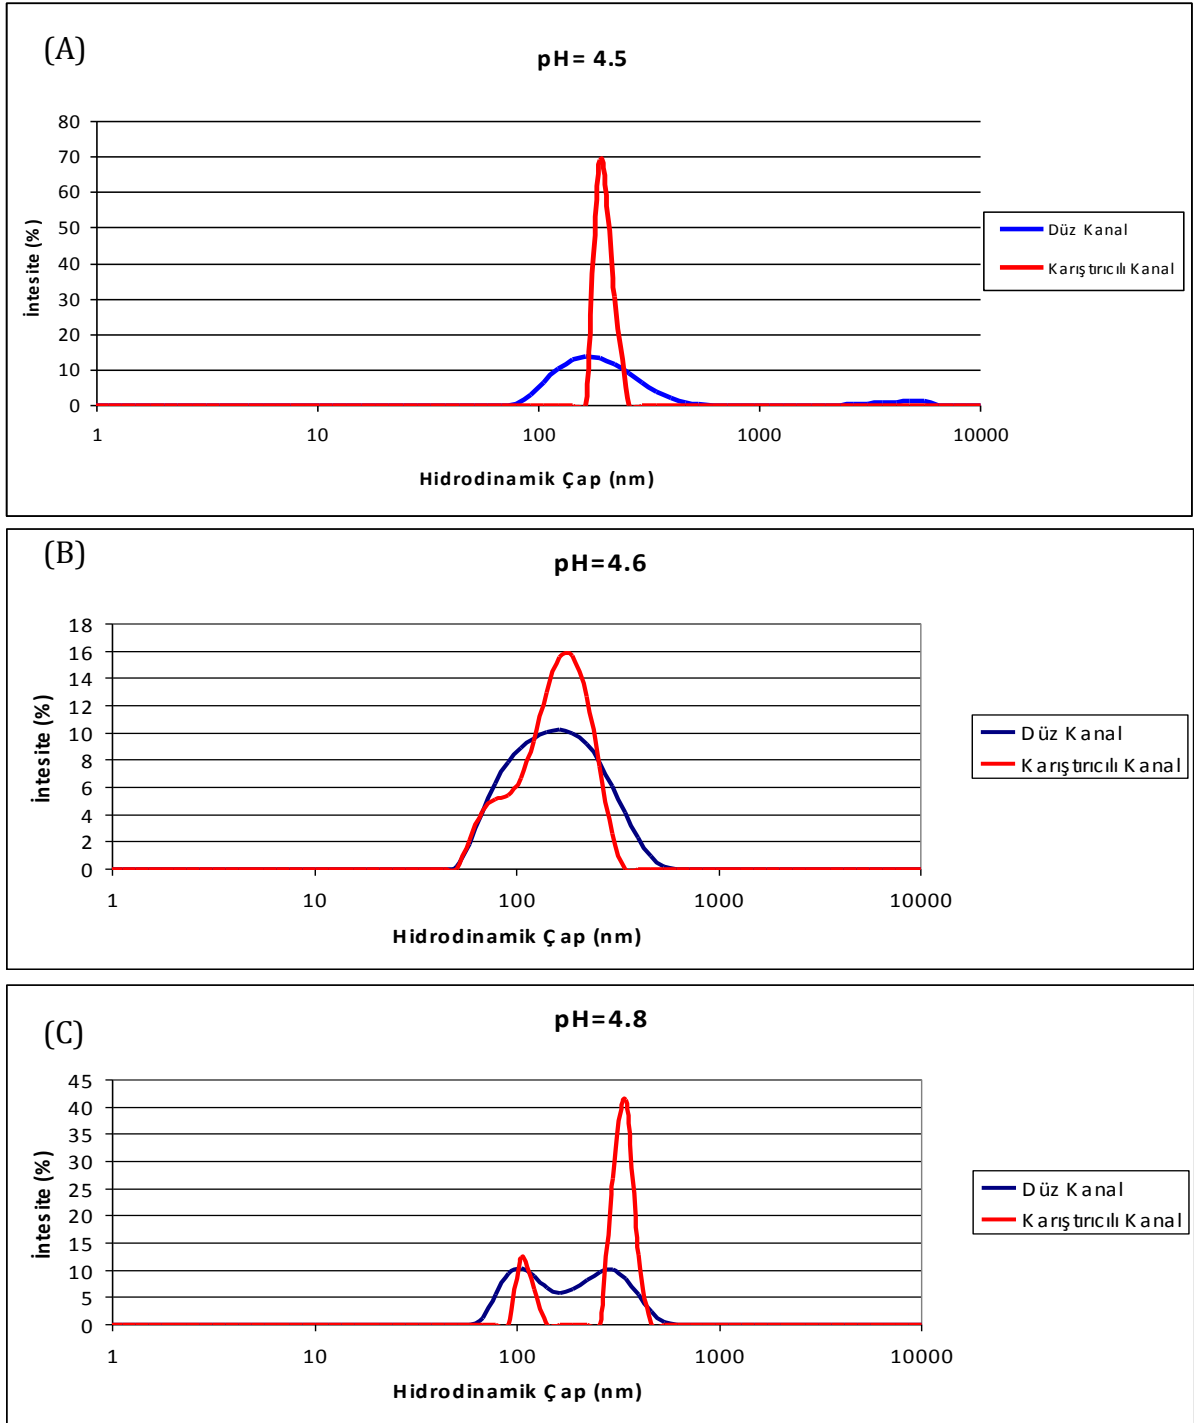 (A)
pH= 4.5
80
70
60
50
40
30
20
10
0
1 10 100 1000 10000
İntesite (%)
Hidrodinamik Çap (nm)
Düz Kanal
Karıştırıcılı Kanal
(B)
pH=4.6
18
16
14
12
10
8
6
4
2
0
1 10 100 1000 10000
İntesite (%)
Hidrodinamik Çap (nm)
Düz Kanal
Karıştırıcılı Kanal
(C)
pH=4.8
45
40
35
30
25
20
15
10
5
0
1 10 100 1000 10000
İntesite (%)
Hidrodinamik Çap (nm)
Düz Kanal
Karıştırıcılı Kanal